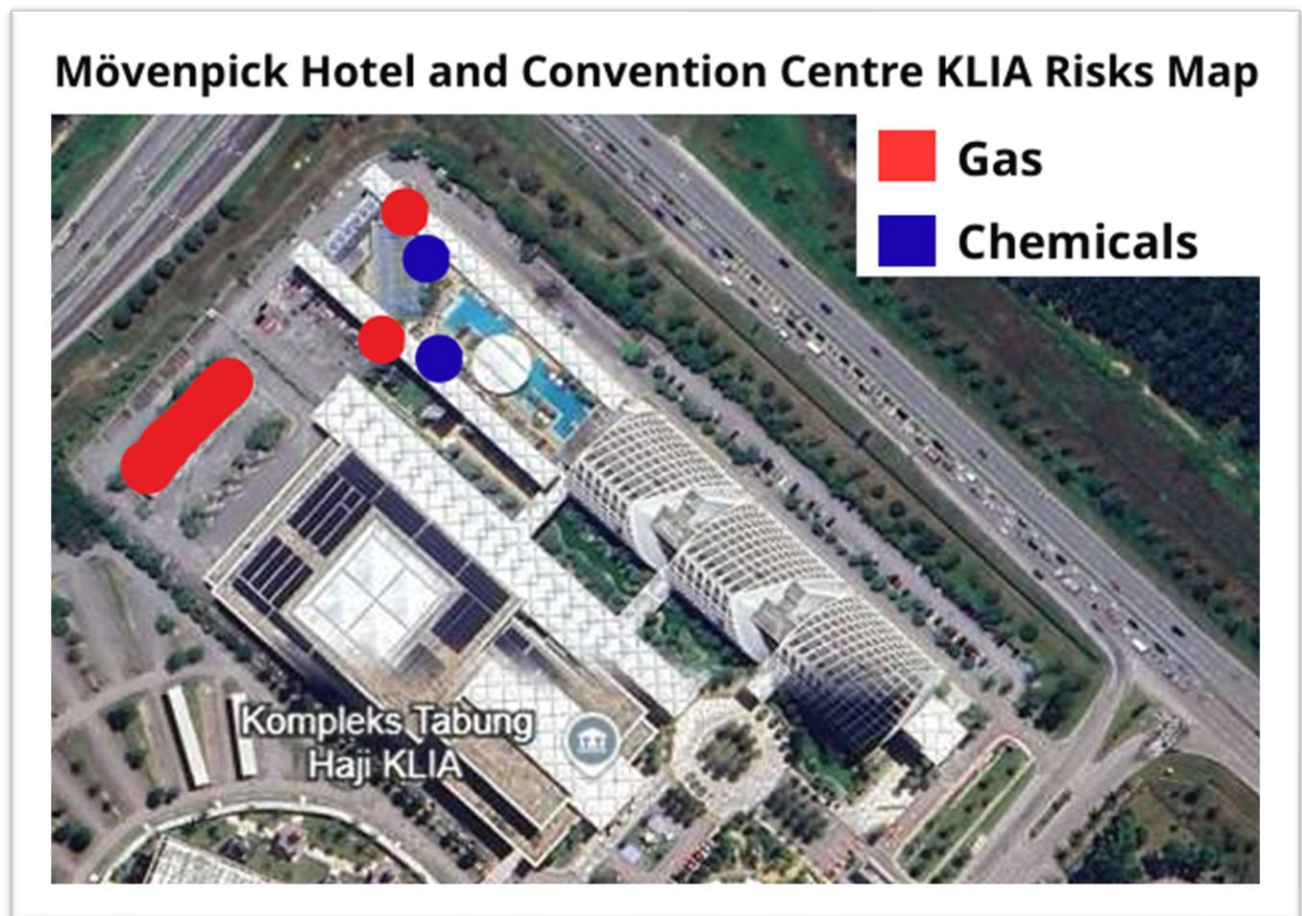 Mövenpick Hotel and Convention Centre KLIA Risks Map
Gas
Chemicals
Kompleks Tabung
Haji KLIA